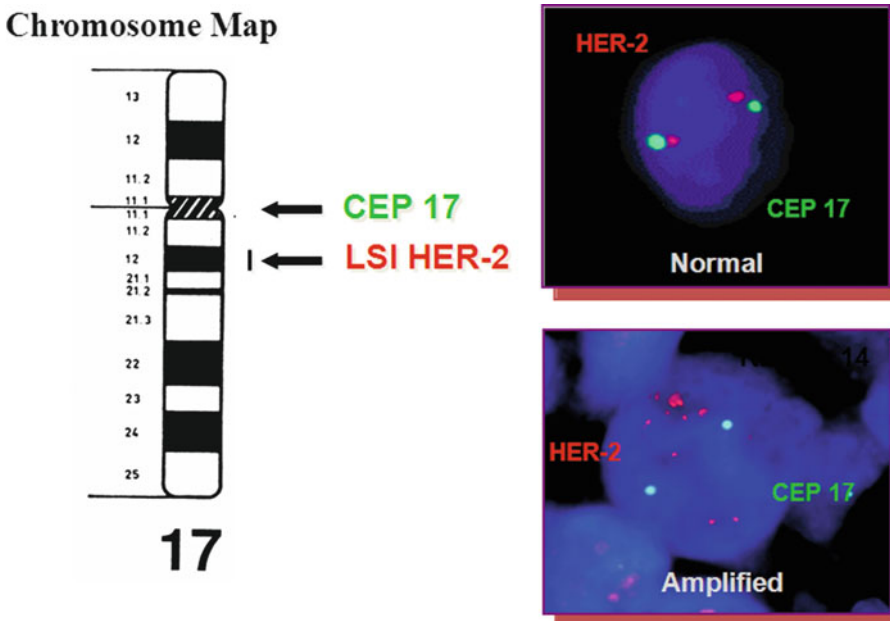 Chromosome Map
13
12
11.2
11.1
11.1
11.2
12
21.1
21.2
21.3
22
23
24
25
17
CEP 17
LSI HER-2
HER-2
CEP 17
Normal
14
HER-2
CEP 17
Amplified